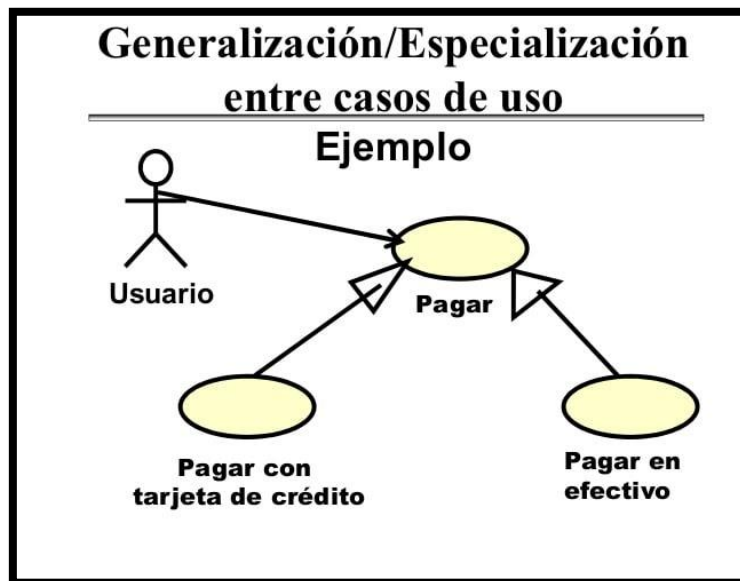 Generalización/Especialización
entre casos de uso
Ejemplo
Usuario
Pagar
Pagar con
tarjeta de crédito
Pagar en
efectivo